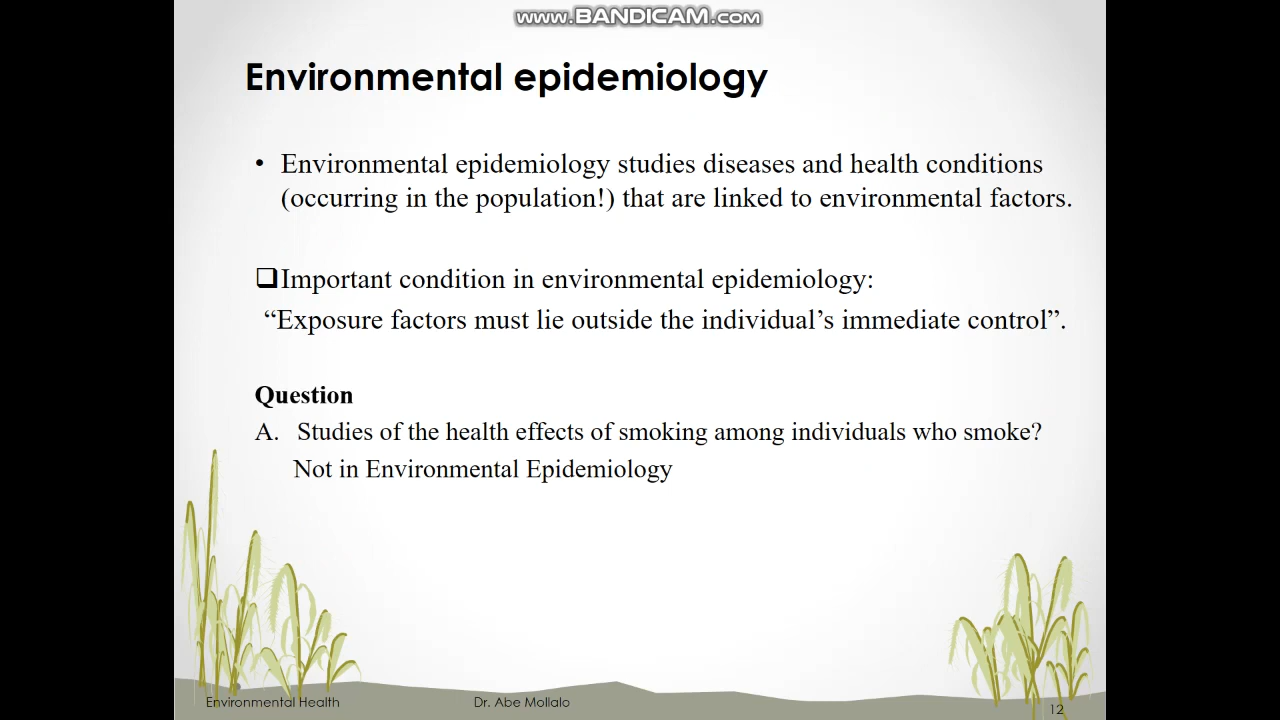 www.BANDICAM.com
Environmental epidemiology
• Environmental epidemiology studies diseases and health conditions
(occurring in the population!) that are linked to environmental factors.
❑Important condition in environmental epidemiology:
“Exposure factors must lie outside the individual’s immediate control”.
Question
A. Studies of the health effects of smoking among individuals who smoke?
Not in Environmental Epidemiology
Environmental Health Dr. Abe Mollalo 12